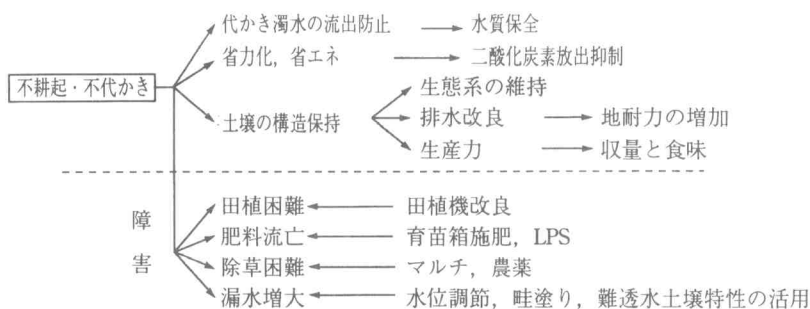 代かき濁水の流出防止 → 水質保全
省力化，省エネ → 二酸化炭素放出抑制
不耕起・不代かき
生態系の維持
土壌の構造保持 排水改良 → 地耐力の増加
生産力 → 収量と食味
障害
田植困難 ← 田植機改良
肥料流亡 ← 育苗箱施肥，LPS
除草困難 ← マルチ，農薬
漏水増大 ← 水位調節，畦塗り，難透水土壌特性の活用